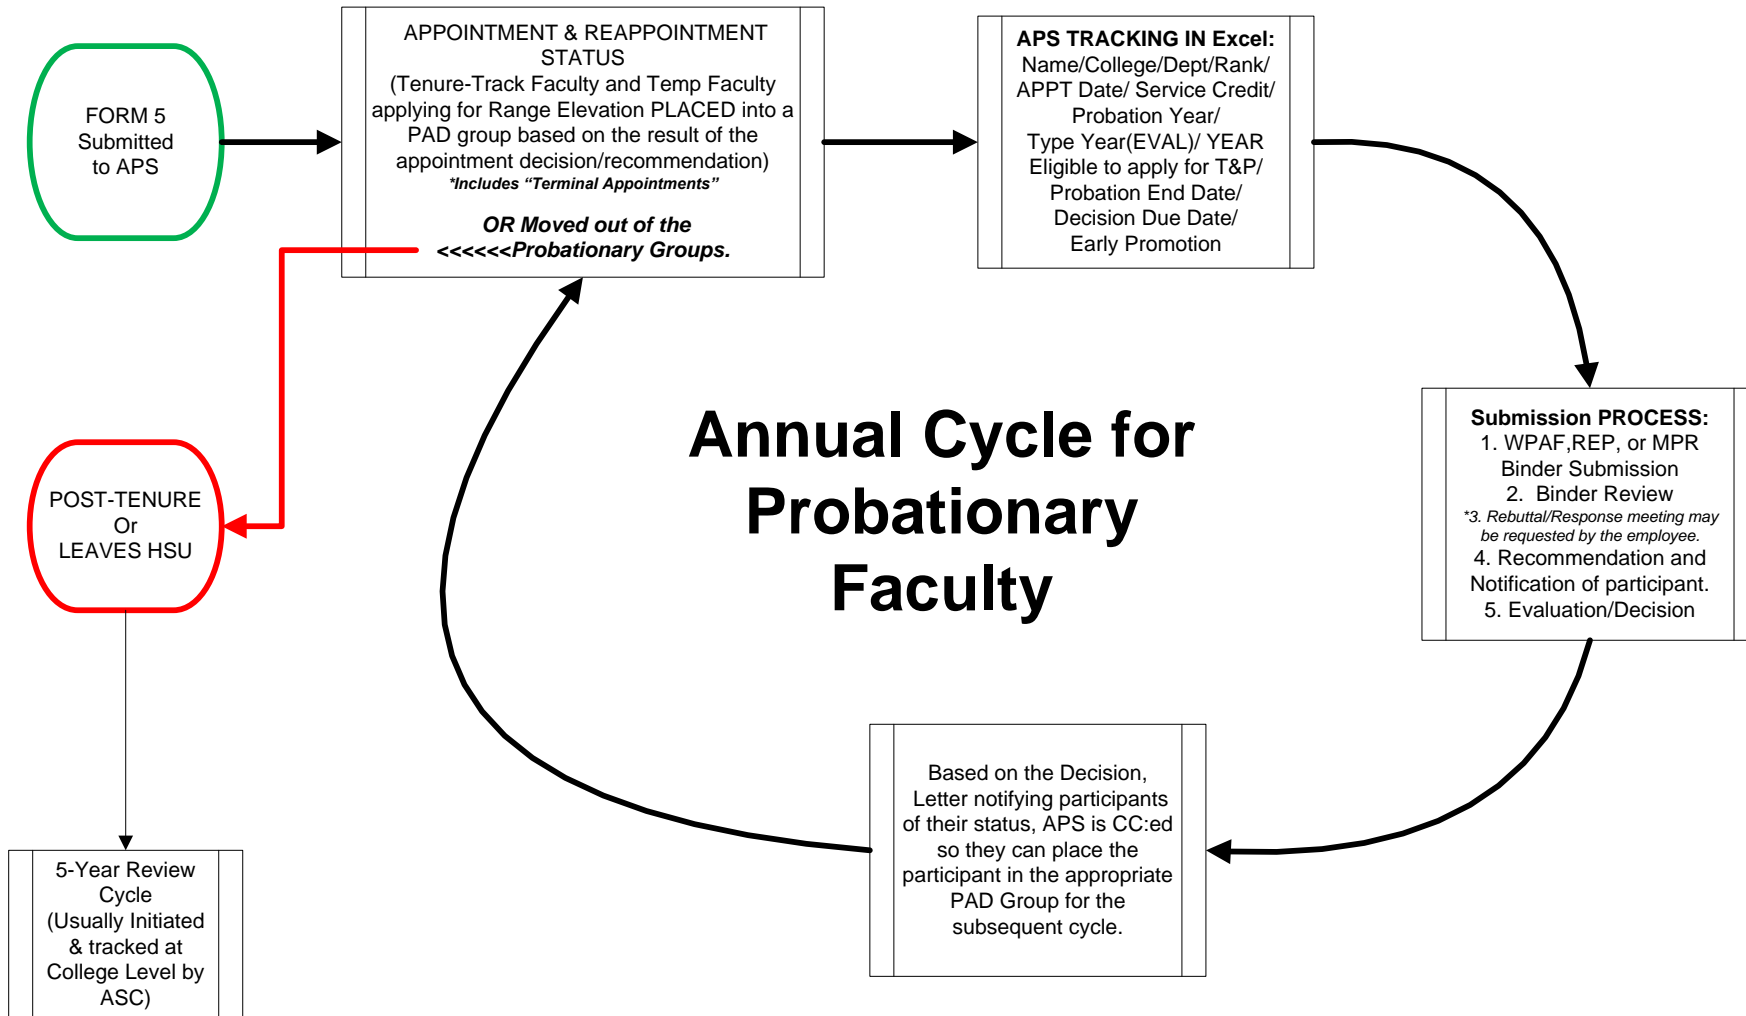 FORM 5
Submitted
to APS
APPOINTMENT & REAPPOINTMENT
STATUS
(Tenure-Track Faculty and Temp Faculty
applying for Range Elevation PLACED into a
PAD group based on the result of the
appointment decision/recommendation)
*Includes “Terminal Appointments”
OR Moved out of the
<<<<<<Probationary Groups.
APS TRACKING IN Excel:
Name/College/Dept/Rank/
APPT Date/ Service Credit/
Probation Year/
Type Year(EVAL)/ YEAR
Eligible to apply for T&P/
Probation End Date/
Decision Due Date/
Early Promotion
Annual Cycle for
Probationary
Faculty
Submission PROCESS:
1. WPAF,REP, or MPR
Binder Submission
2. Binder Review
*3. Rebuttal/Response meeting may
be requested by the employee.
4. Recommendation and
Notification of participant.
5. Evaluation/Decision
POST-TENURE
Or
LEAVES HSU
Based on the Decision,
Letter notifying participants
of their status, APS is CC:ed
so they can place the
participant in the appropriate
PAD Group for the
subsequent cycle.
5-Year Review
Cycle
(Usually Initiated
& tracked at
College Level by
ASC)